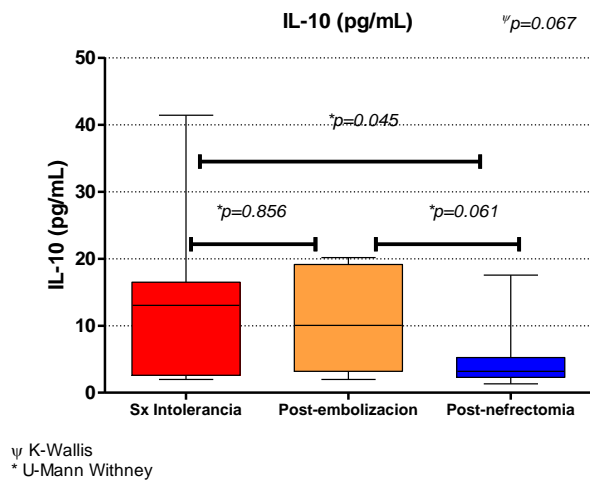 IL-10 (pg/mL)
ψp=0.067
50
40
30
20
10
0
IL-10 (pg/mL)
*p=0.045
*p=0.856
*p=0.061
Sx Intolerancia
Post-embolizacion
Post-nefrectomia
ψ K-Wallis
* U-Mann Withney